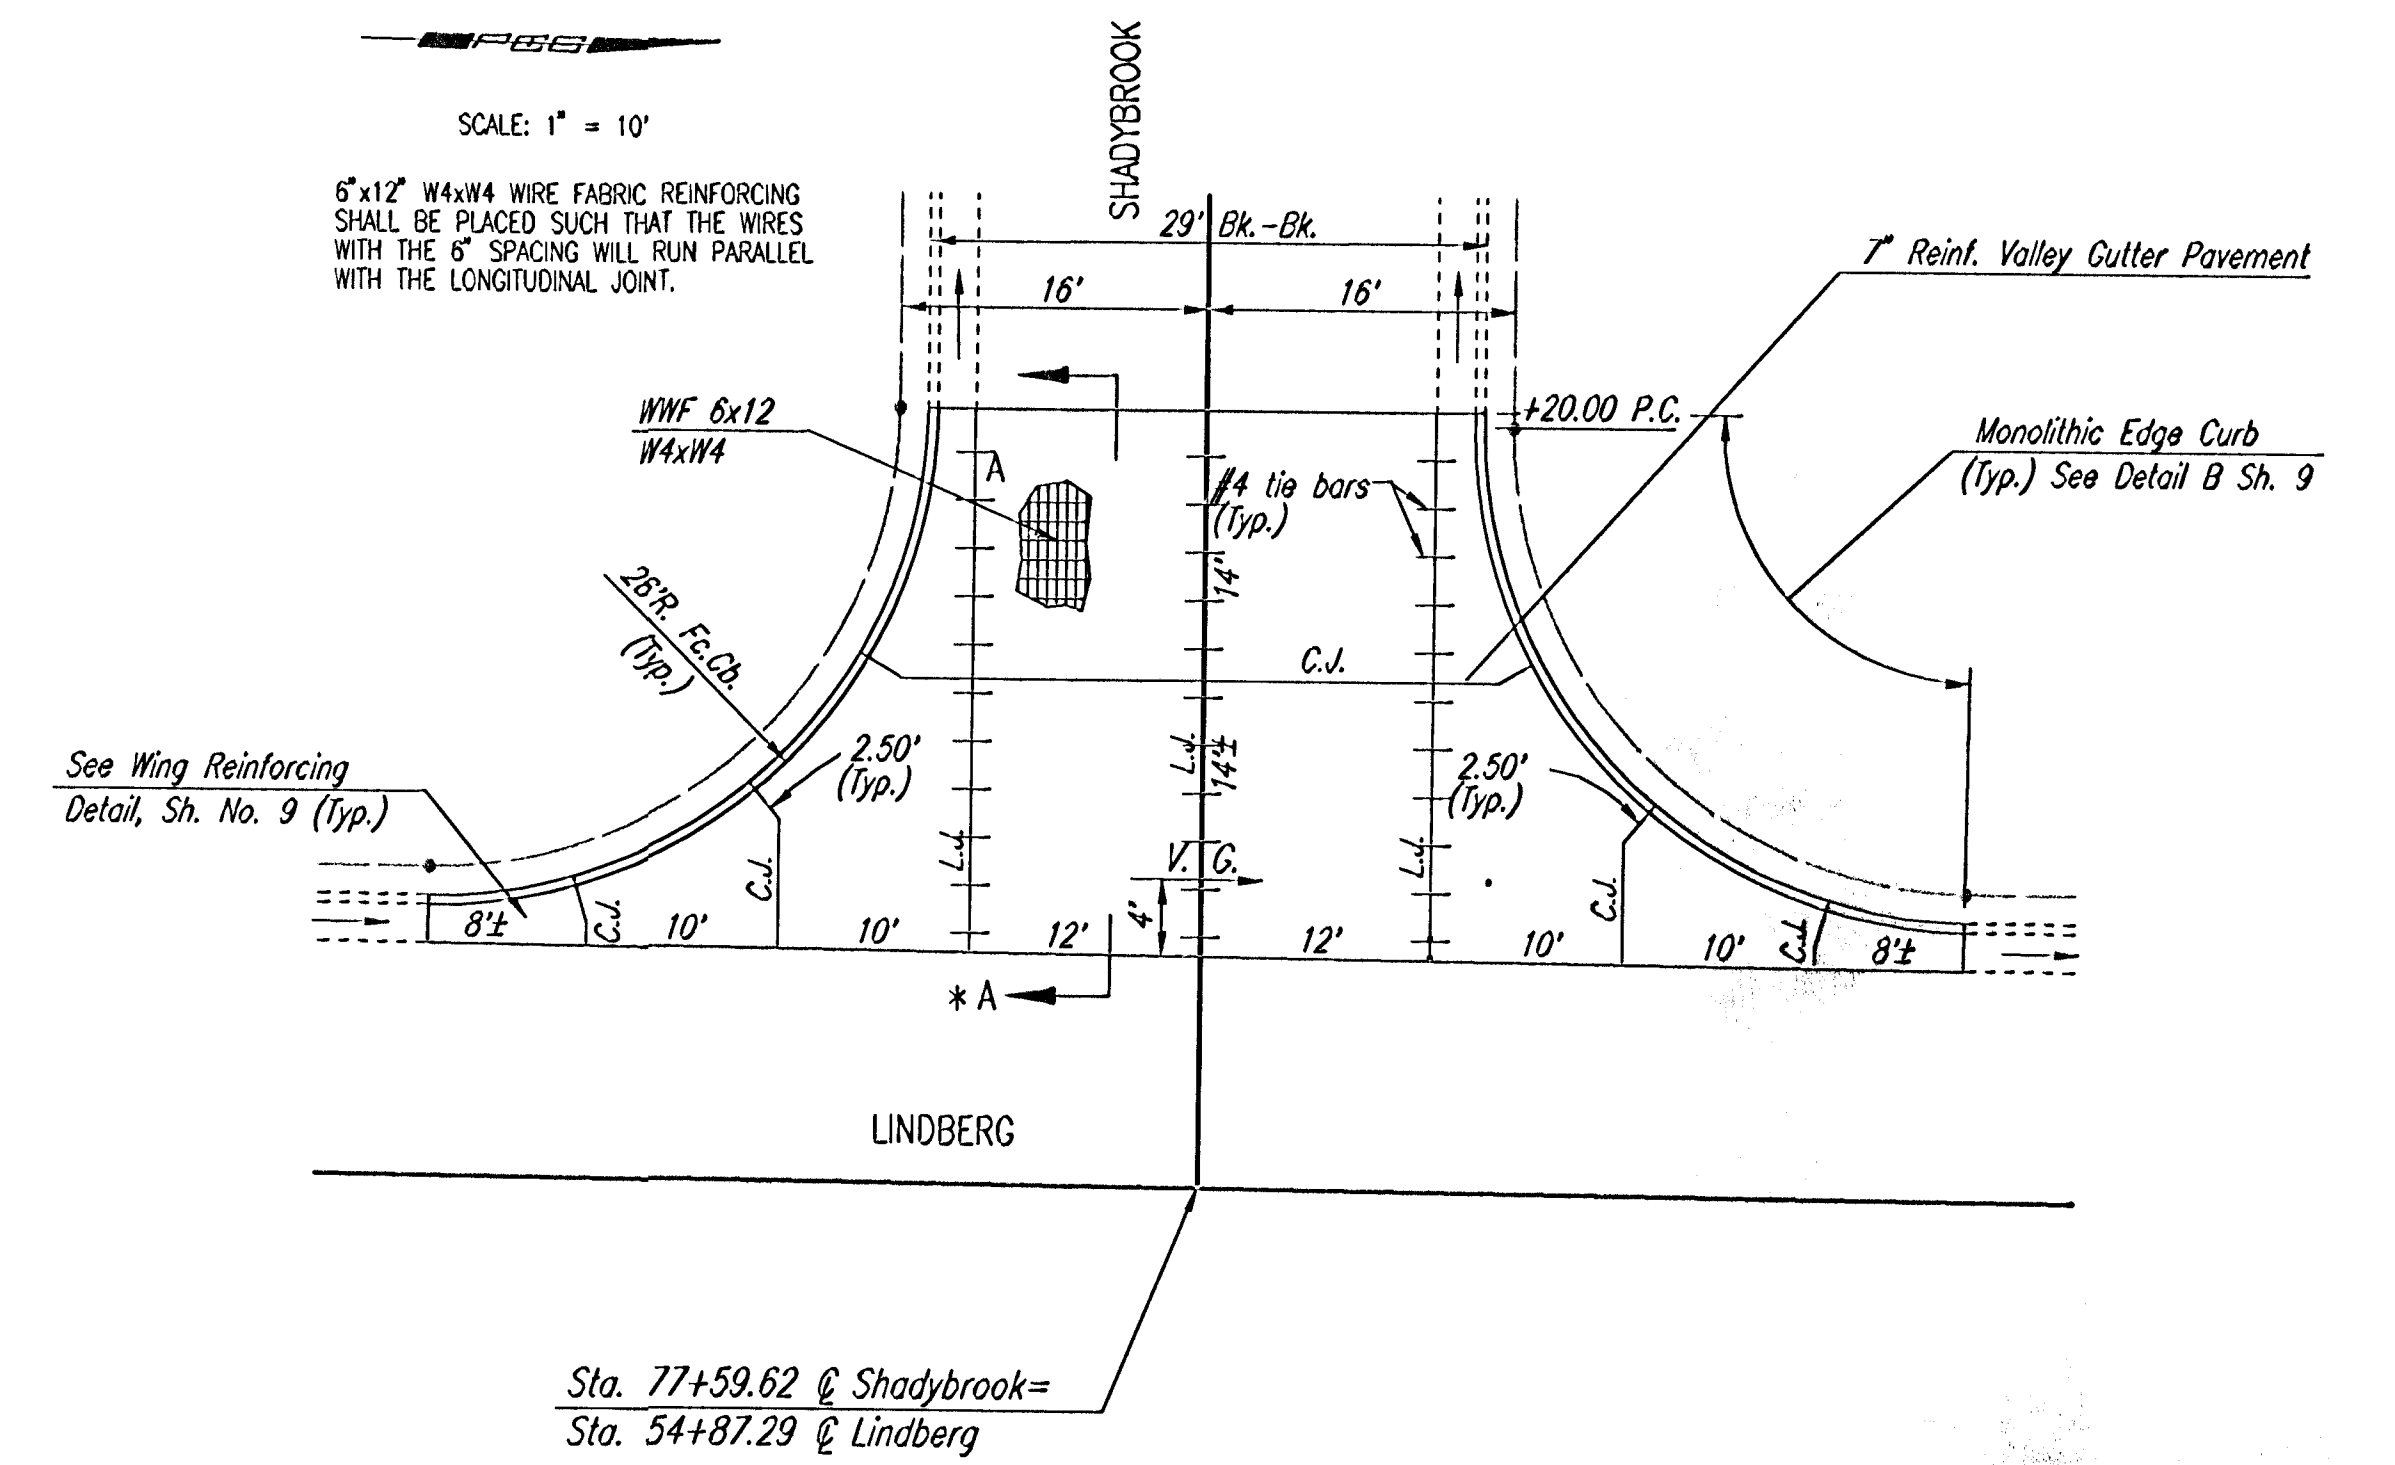 PEC
SCALE: 1" = 10'
6"x12" W4xW4 WIRE FABRIC REINFORCING
SHALL BE PLACED SUCH THAT THE WIRES
WITH THE 6" SPACING WILL RUN PARALLEL
WITH THE LONGITUDINAL JOINT.
SHADYBROOK
29' Bk.-Bk.
16'
16'
7" Reinf. Valley Gutter Pavement
WWF 6x12
W4xW4
A
+20.00 P.C.
Monolithic Edge Curb
(Typ.) See Detail B Sh. 9
#4 tie bars
(Typ.)
14'
26'R. Fc.Cb.
(Typ.)
C.J.
See Wing Reinforcing
Detail, Sh. No. 9 (Typ.)
2.50'
(Typ.)
L.J.
14'±
2.50'
(Typ.)
L.J.
V. G.
L.J.
4'
C.J.
C.J.
C.J.
C.J.
8'±
10'
10'
12'
12'
10'
10'
8'±
* A
LINDBERG
Sta. 77+59.62 ℄ Shadybrook=
Sta. 54+87.29 ℄ Lindberg